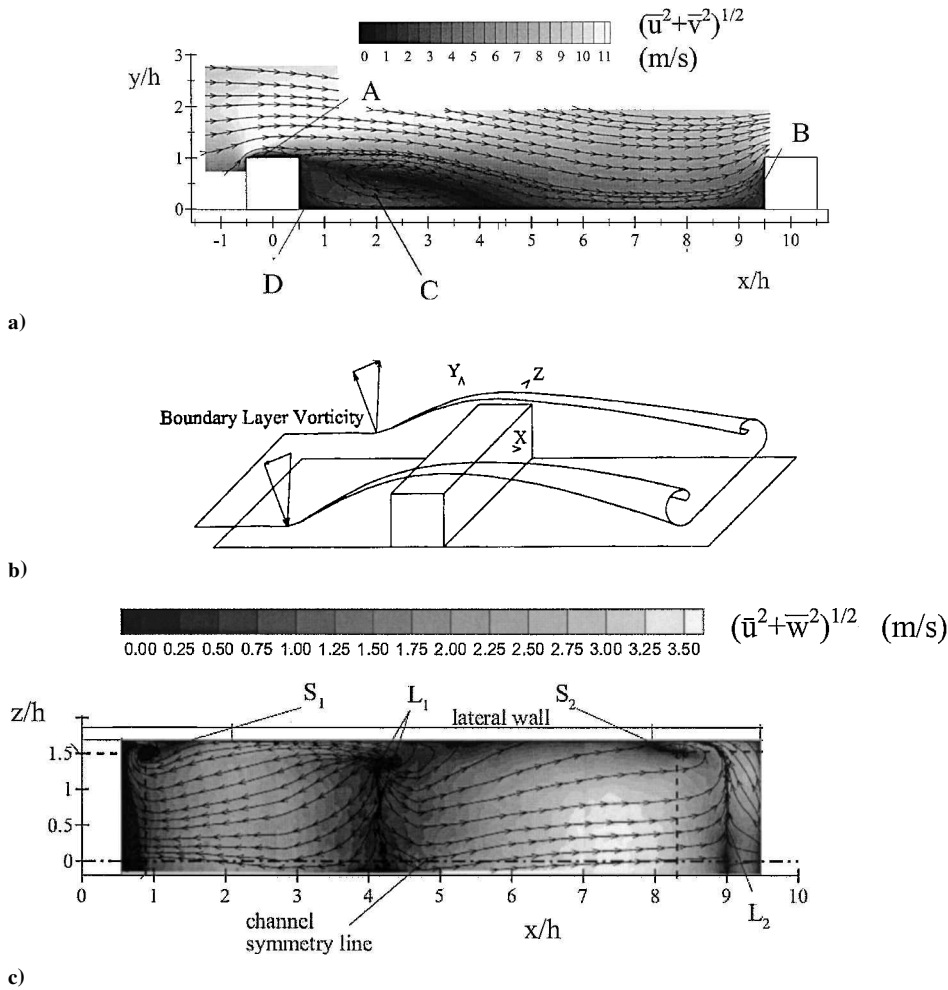 (u̅²+v̅²)^1/2
(m/s)
0 1 2 3 4 5 6 7 8 9 10 11
y/h
3
2
1
0
A
B
-1 0 1 2 3 4 5 6 7 8 9 10
D
C
x/h
a)
Y
Z
X
Boundary Layer Vorticity
b)
0.00 0.25 0.50 0.75 1.00 1.25 1.50 1.75 2.00 2.25 2.50 2.75 3.00 3.25 3.50
(u̅²+w̅²)^1/2 (m/s)
z/h
S₁
L₁
S₂
lateral wall
1.5
1
0.5
0
0 1 2 3 4 5 6 7 8 9 10
channel
symmetry line
x/h
L₂
c)